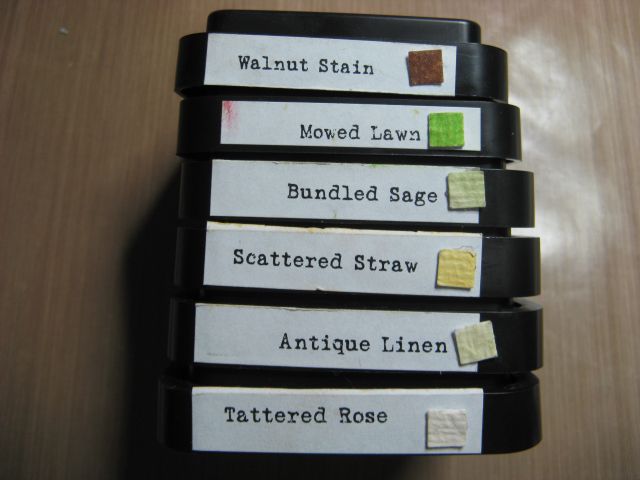 Walnut Stain
Mowed Lawn
Bundled Sage
Scattered Straw
Antique Linen
Tattered Rose